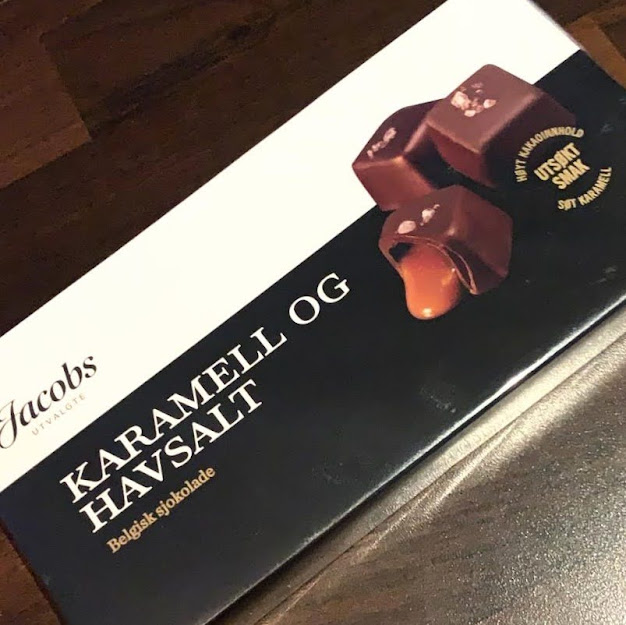 Jacobs
UTVALGTE
KARAMELL OG
HAVSALT
Belgisk sjokolade
HØYT KAKAOINNHOLD
UTSØKT
SMAK
SØT KARAMELL